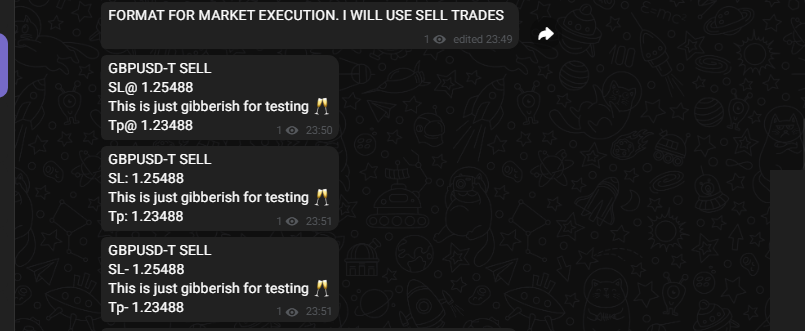 FORMAT FOR MARKET EXECUTION. I WILL USE SELL TRADES
1 edited 23:49
GBPUSD-T SELL
SL@ 1.25488
This is just gibberish for testing 🥂
Tp@ 1.23488
1 23:50
GBPUSD-T SELL
SL: 1.25488
This is just gibberish for testing 🥂
Tp: 1.23488
1 23:51
GBPUSD-T SELL
SL- 1.25488
This is just gibberish for testing 🥂
Tp- 1.23488
1 23:51